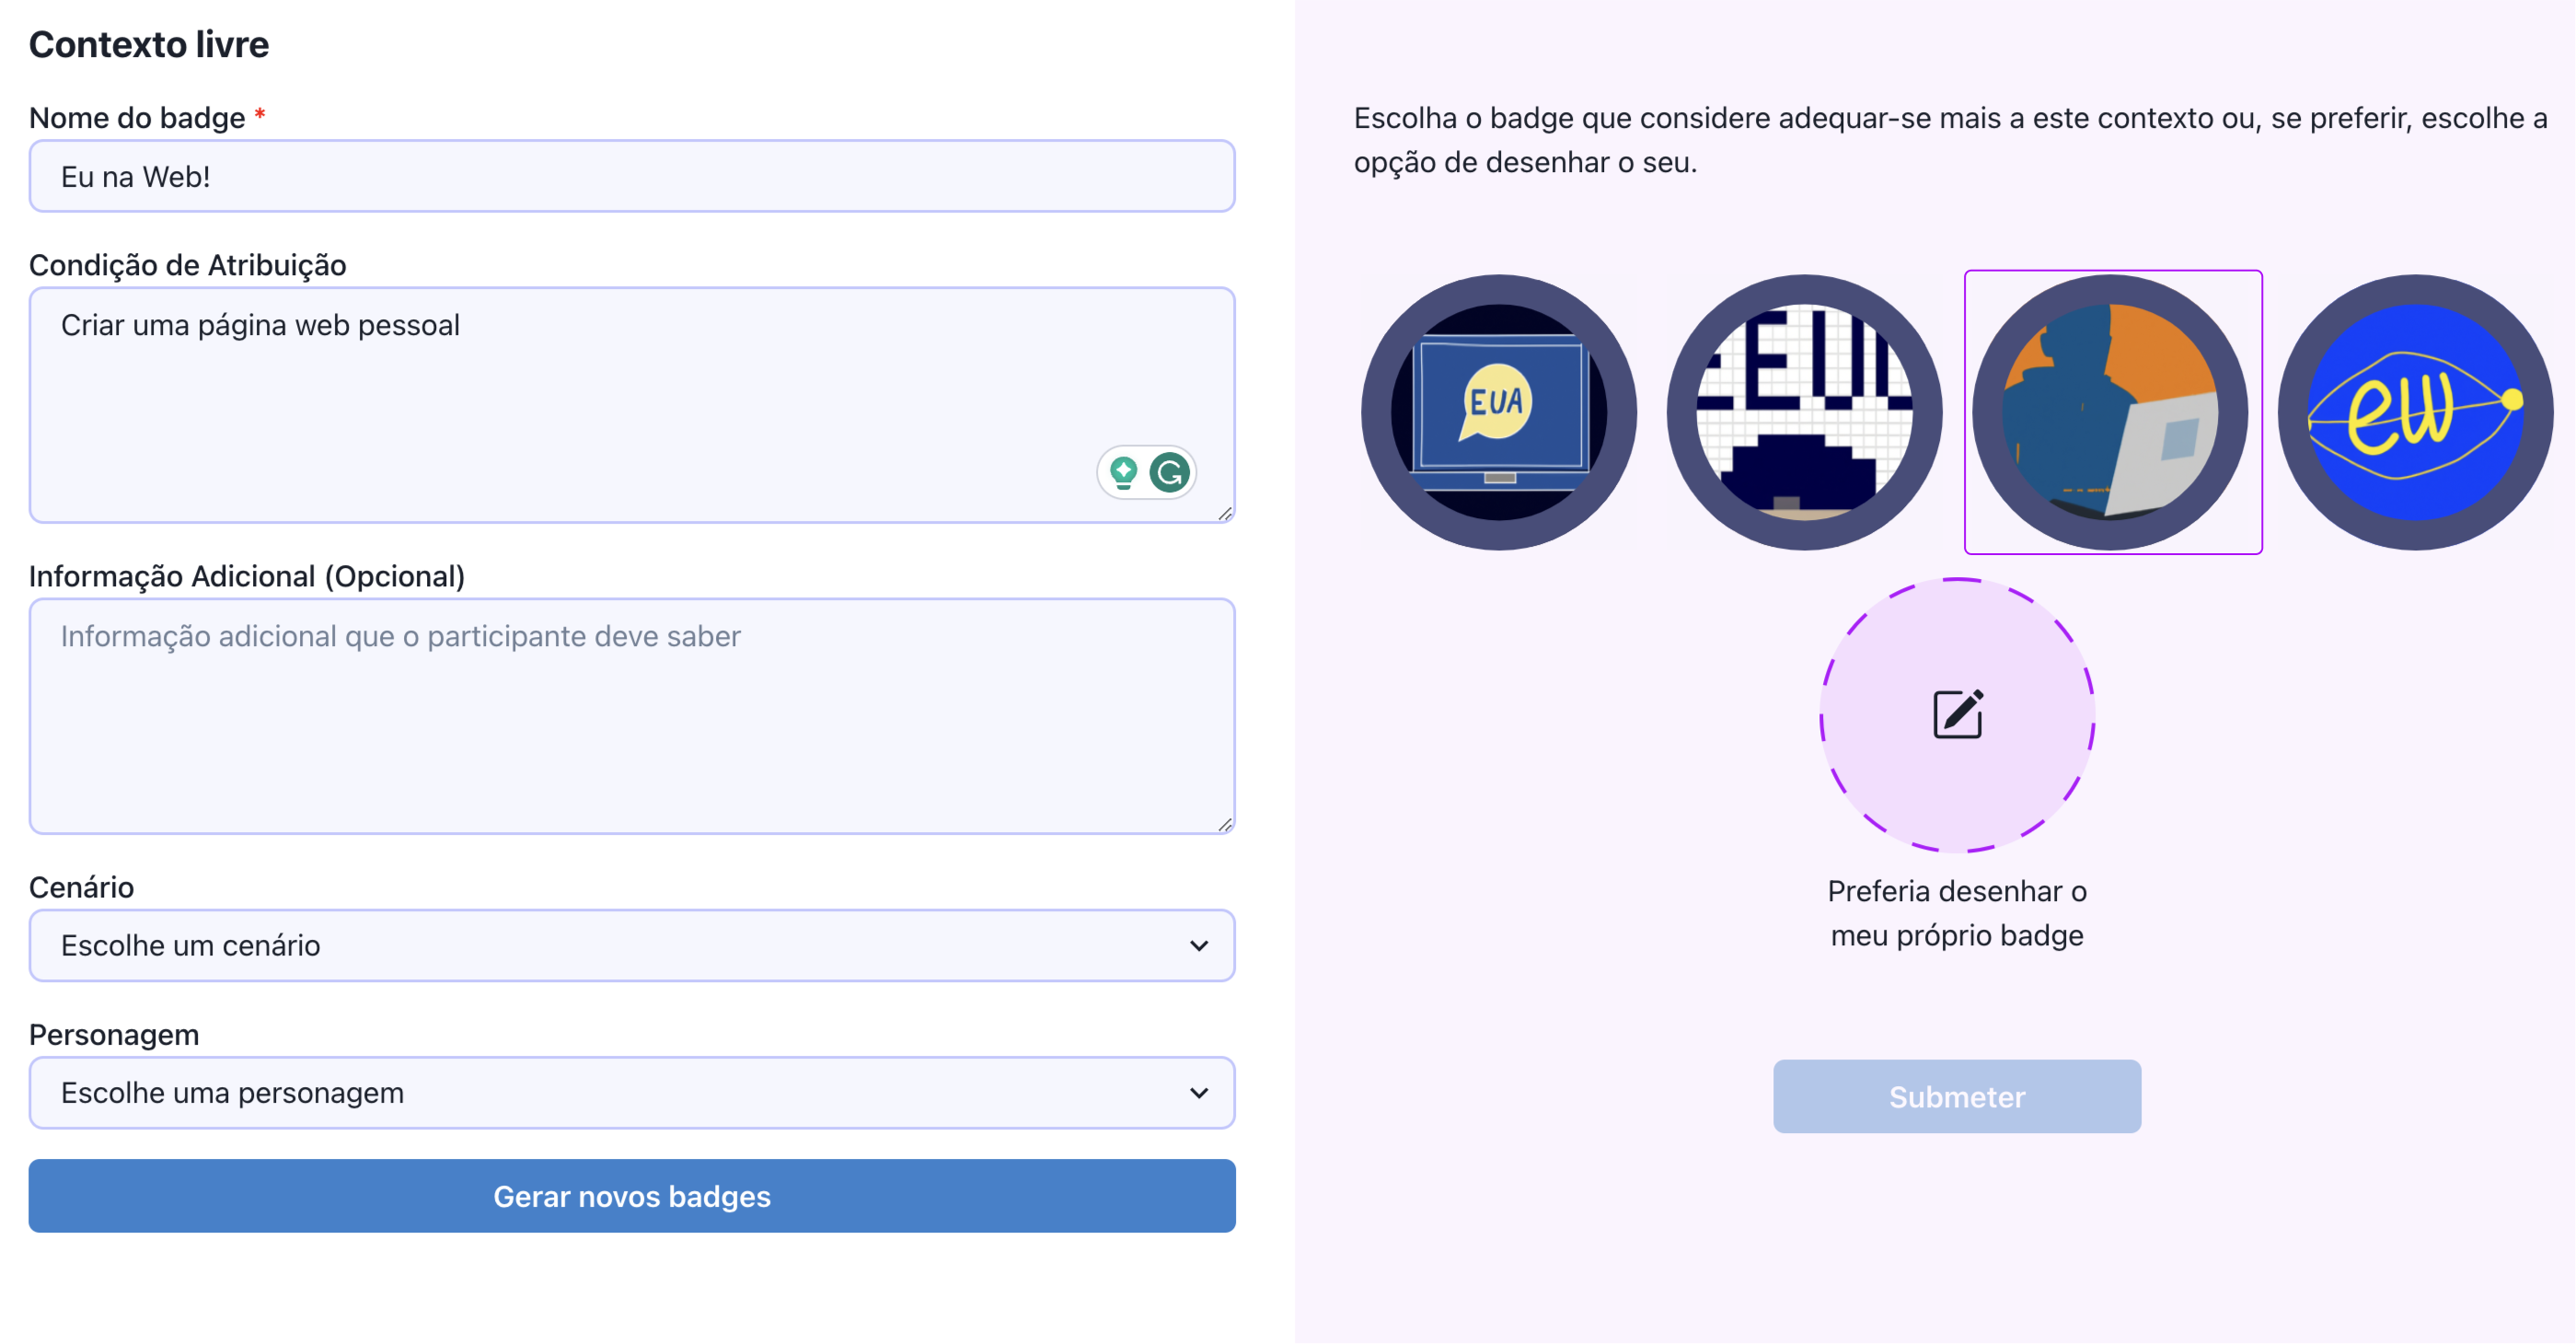 Contexto livre
Nome do badge *
Eu na Web!
Condição de Atribuição
Criar uma página web pessoal
Informação Adicional (Opcional)
Informação adicional que o participante deve saber
Cenário
Escolhe um cenário
Personagem
Escolhe uma personagem
Gerar novos badges
Escolha o badge que considere adequar-se mais a este contexto ou, se preferir, escolhe a
opção de desenhar o seu.
EUA
ew
Preferia desenhar o
meu próprio badge
Submeter